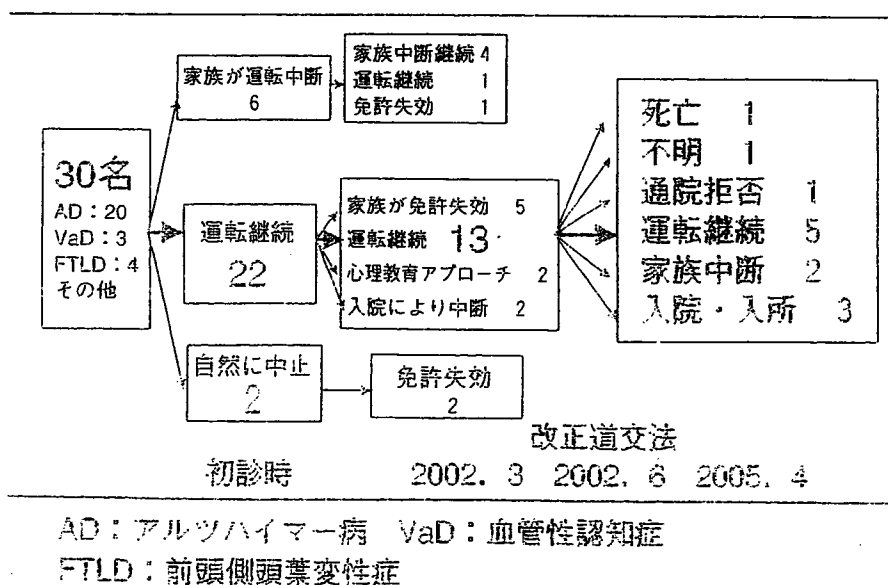 家族が運転中断
6
家族中断継続 4
運転継続 1
免許失効 1
30名
AD：20
VaD：3
FTLD：4
その他
運転継続
22
家族が免許失効 5
運転継続 13
心理教育アプローチ 2
入院により中断 2
死亡 1
不明 1
通院拒否 1
運転継続 5
家族中断 2
入院・入所 3
自然に中止
2
免許失効
2
改正道交法
初診時 2002. 3 2002. 6 2005. 4
AD：アルツハイマー病 VaD：血管性認知症
FTLD：前頭側頭葉変性症